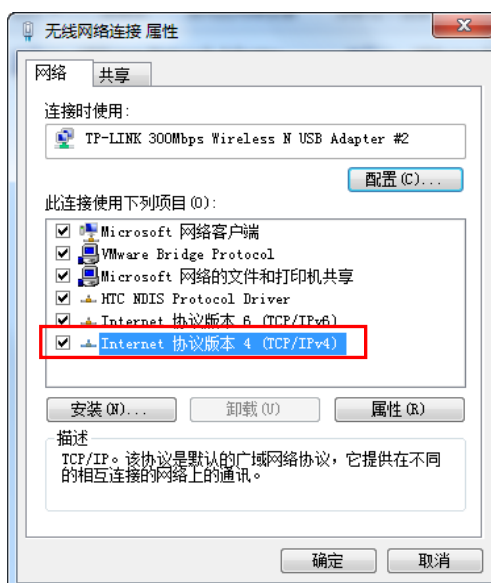 无线网络连接 属性
网络
共享
连接时使用:
TP-LINK 300Mbps Wireless N USB Adapter #2
配置(C)...
此连接使用下列项目(O):
Microsoft 网络客户端
VMware Bridge Protocol
Microsoft 网络的文件和打印机共享
HTC NDIS Protocol Driver
Internet 协议版本 6 (TCP/IPv6)
Internet 协议版本 4 (TCP/IPv4)
安装(N)...
卸载(U)
属性(R)
描述
TCP/IP。该协议是默认的广域网络协议，它提供在不同
的相互连接的网络上的通讯。
确定
取消